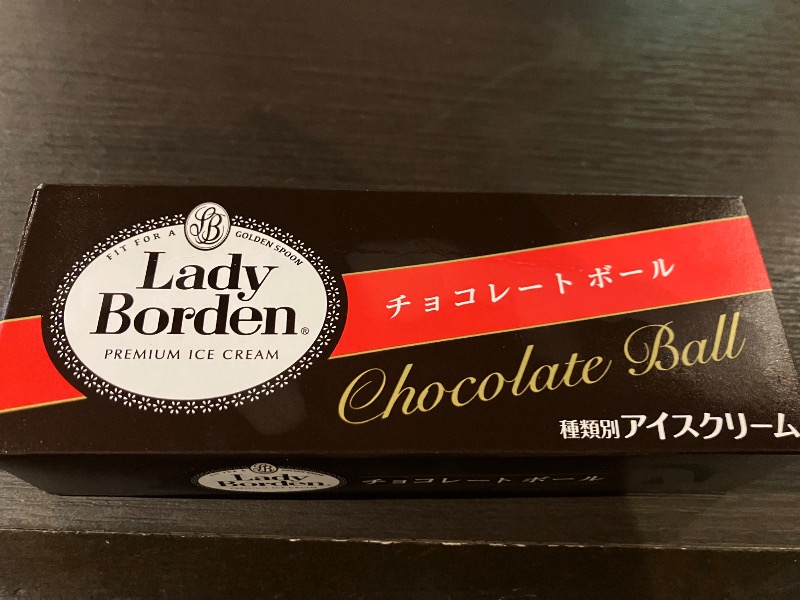 LB
FIT FOR A GOLDEN SPOON
Lady
Borden®
PREMIUM ICE CREAM
チョコレート ボール
Chocolate Ball
種類別 アイスクリーム
LB
Lady
Borden
チョコレート ボール